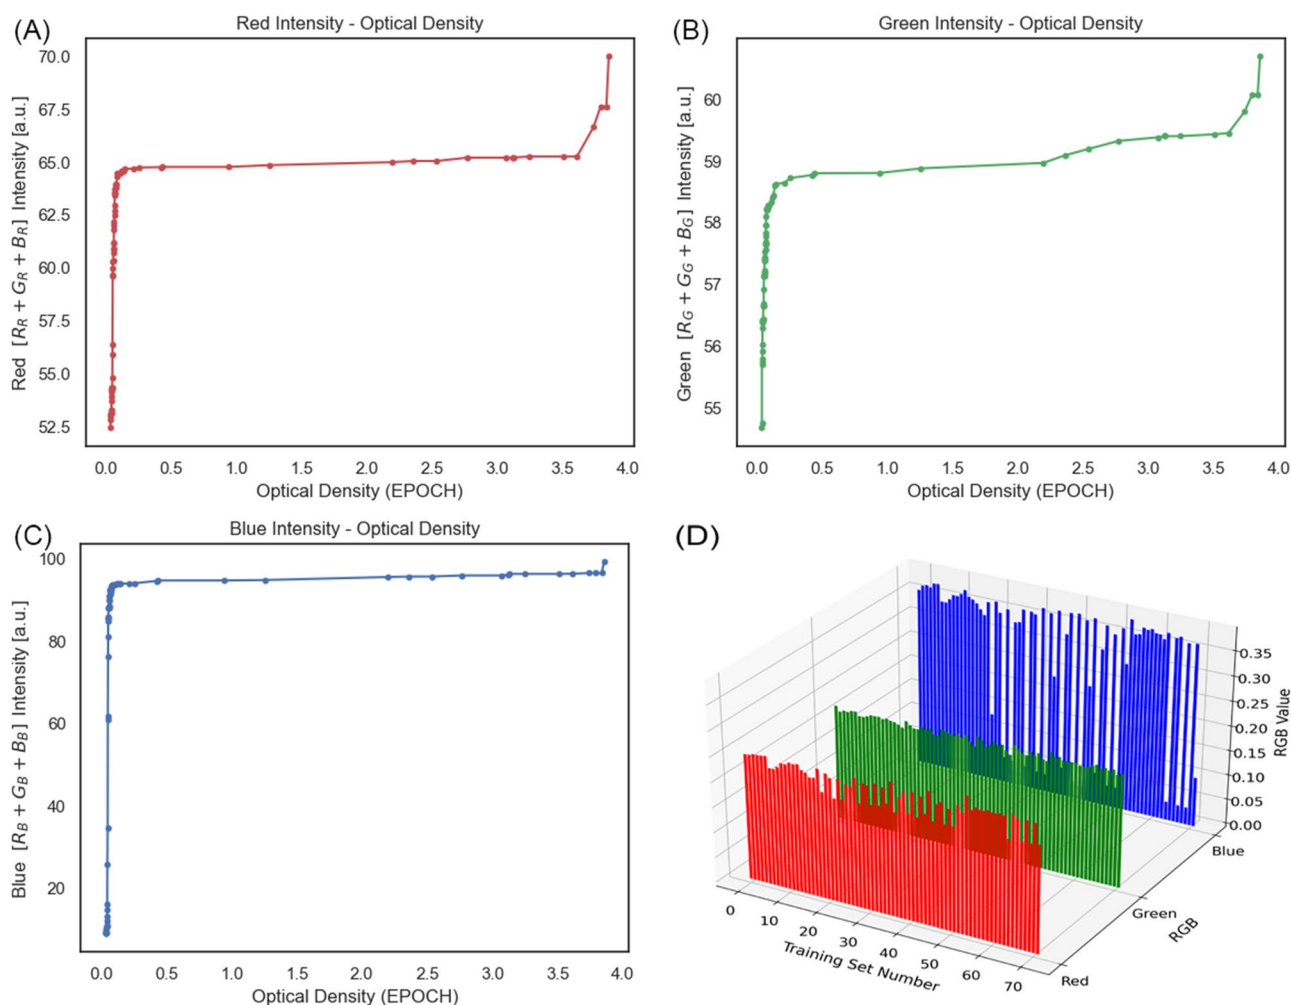 (A)
Red Intensity - Optical Density
70.0
67.5
65.0
62.5
60.0
57.5
55.0
52.5
Red [R_R + G_R + B_R] Intensity [a.u.]
0.0 0.5 1.0 1.5 2.0 2.5 3.0 3.5 4.0
Optical Density (EPOCH)
(B)
Green Intensity - Optical Density
60
59
58
57
56
55
Green [R_G + G_G + B_G] Intensity [a.u.]
0.0 0.5 1.0 1.5 2.0 2.5 3.0 3.5 4.0
Optical Density (EPOCH)
(C)
Blue Intensity - Optical Density
100
80
60
40
20
Blue [R_B + G_B + B_B] Intensity [a.u.]
0.0 0.5 1.0 1.5 2.0 2.5 3.0 3.5 4.0
Optical Density (EPOCH)
(D)
0.35
0.30
0.25
0.20
0.15
0.10
0.05
0.00
RGB Value
Blue
Green
Red
RGB
0 10 20 30 40 50 60 70
Training Set Number